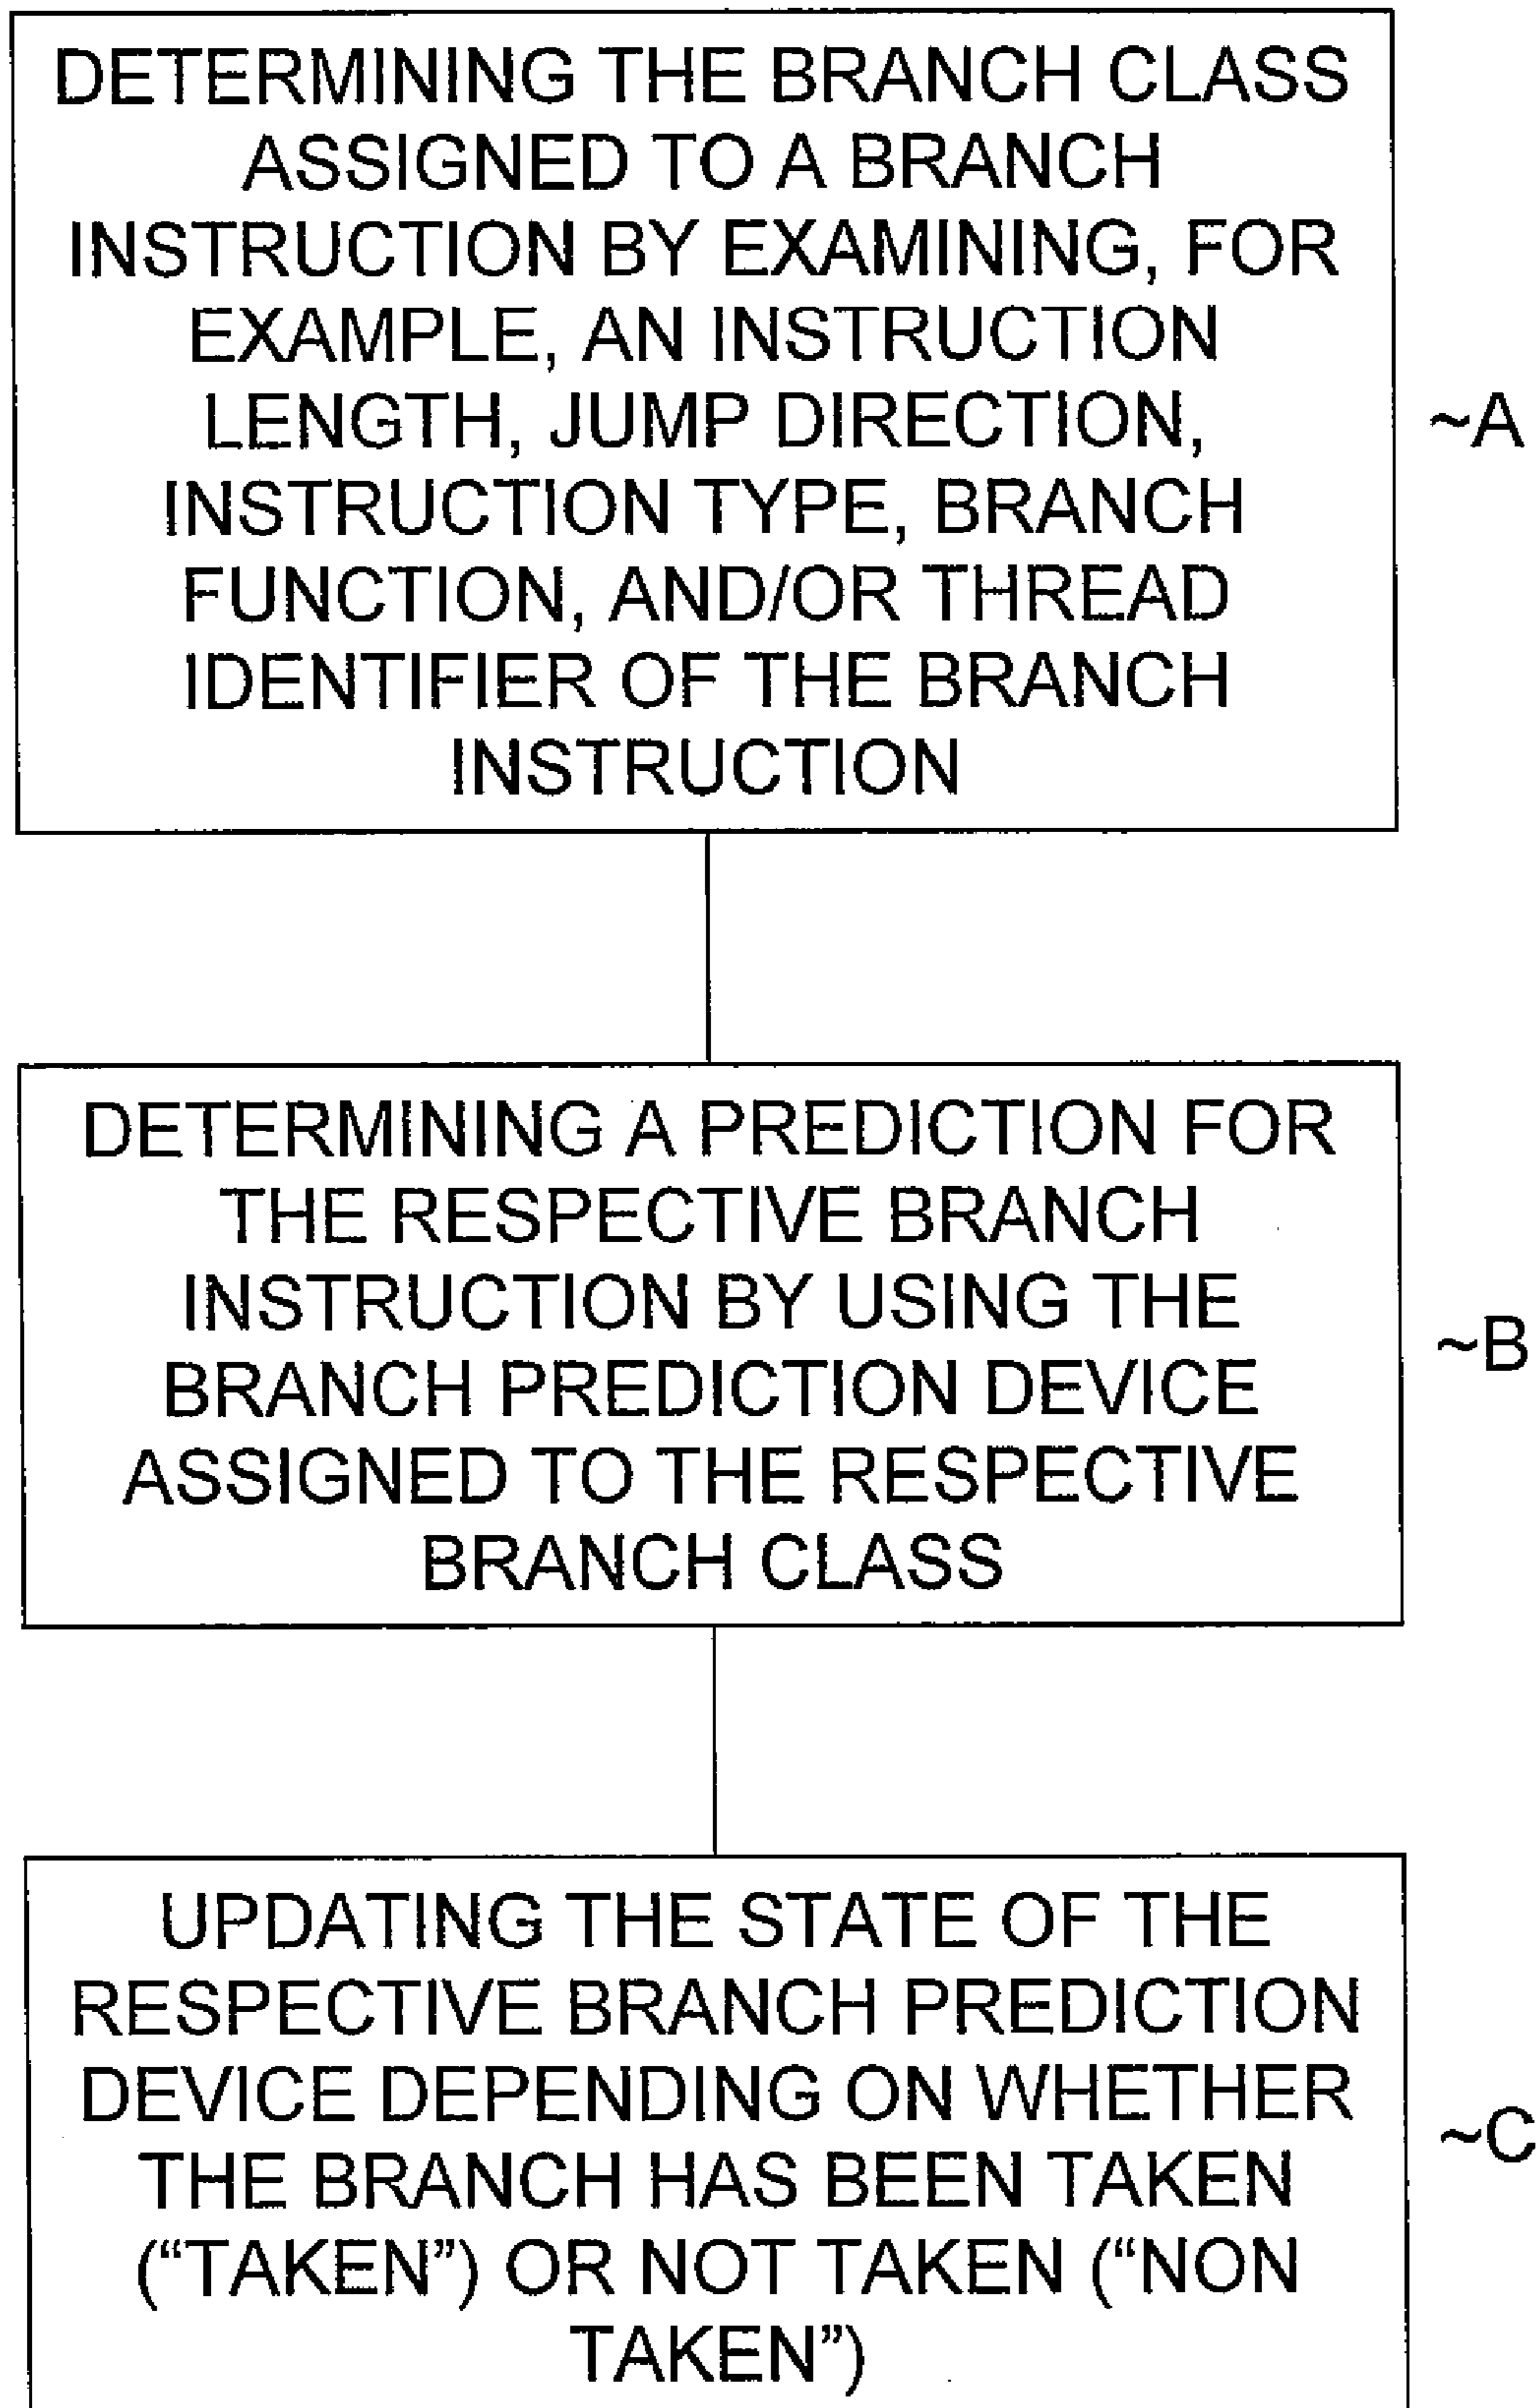 DETERMINING THE BRANCH CLASS
ASSIGNED TO A BRANCH
INSTRUCTION BY EXAMINING, FOR
EXAMPLE, AN INSTRUCTION
LENGTH, JUMP DIRECTION,
INSTRUCTION TYPE, BRANCH
FUNCTION, AND/OR THREAD
IDENTIFIER OF THE BRANCH
INSTRUCTION
~A
DETERMINING A PREDICTION FOR
THE RESPECTIVE BRANCH
INSTRUCTION BY USING THE
BRANCH PREDICTION DEVICE
ASSIGNED TO THE RESPECTIVE
BRANCH CLASS
~B
UPDATING THE STATE OF THE
RESPECTIVE BRANCH PREDICTION
DEVICE DEPENDING ON WHETHER
THE BRANCH HAS BEEN TAKEN
(“TAKEN”) OR NOT TAKEN (“NON
TAKEN”)
~C